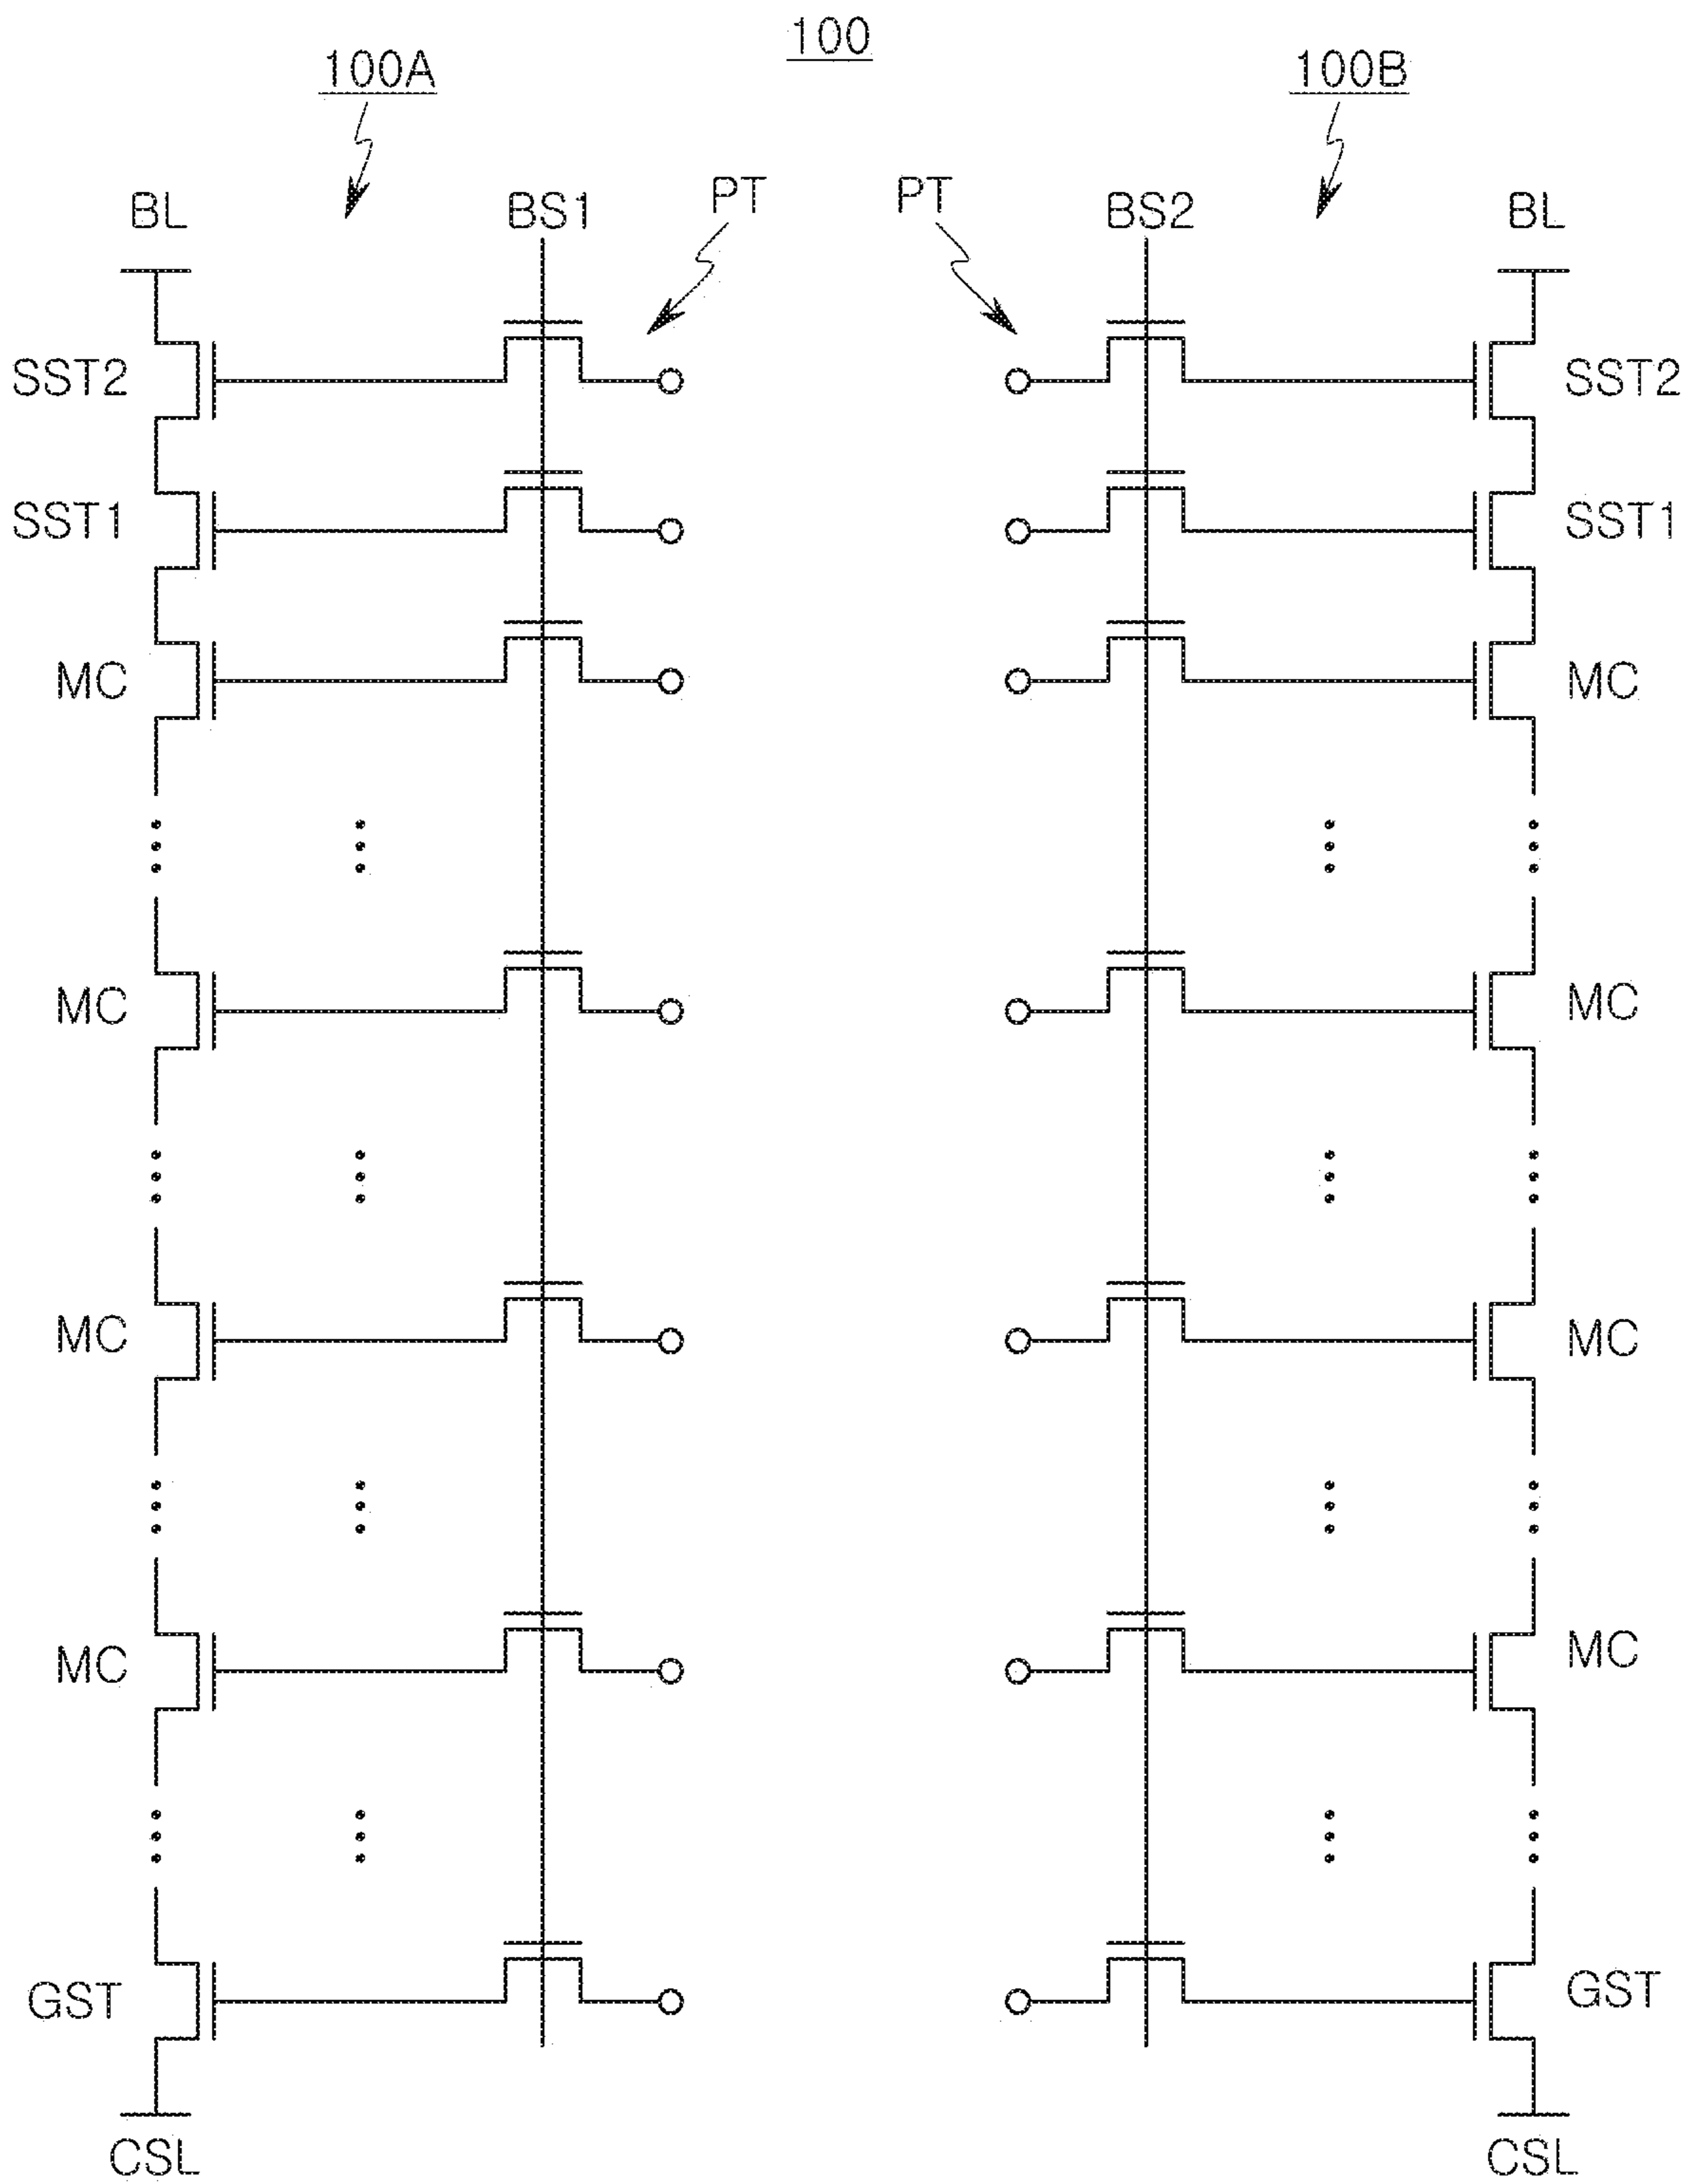 100
100A 100B
BL BS1 PT PT BS2 BL
SST2 SST2
SST1 SST1
MC MC
MC MC
MC MC
MC MC
GST GST
CSL CSL